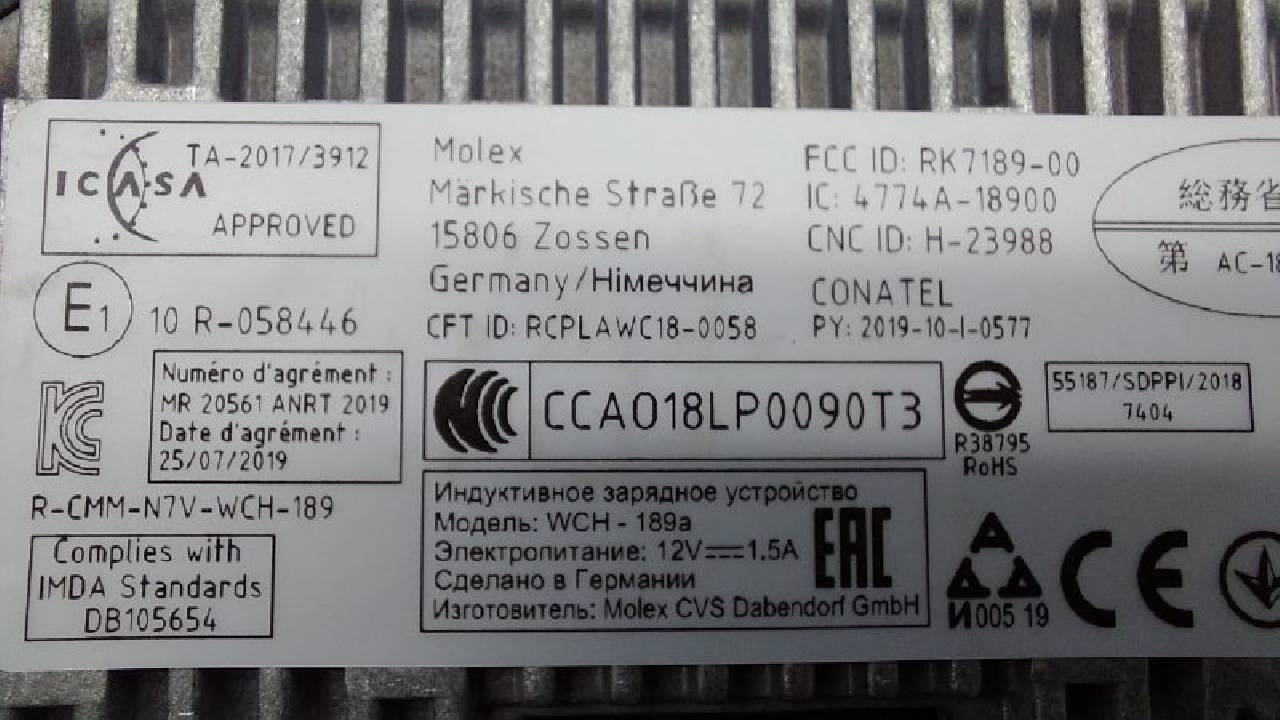 ICASA
TA-2017/3912
APPROVED
E1
10 R-058446
KC
Numéro d'agrément :
MR 20561 ANRT 2019
Date d'agrément :
25/07/2019
R-CMM-N7V-WCH-189
Complies with
IMDA Standards
DB105654
Molex
Märkische Straße 72
15806 Zossen
Germany/Німеччина
CFT ID: RCPLAWC18-0058
FCC ID: RK7189-00
IC: 4774A-18900
CNC ID: H-23988
CONATEL
PY: 2019-10-I-0577
総務省
第 AC-18
CCAO18LP0090T3
R38795
RoHS
55187/SDPPI/2018
7404
Индуктивное зарядное устройство
Модель: WCH - 189a
Электропитание: 12V⎓1.5A
Сделано в Германии
Изготовитель: Molex CVS Dabendorf GmbH
EAC
И005 19
CE